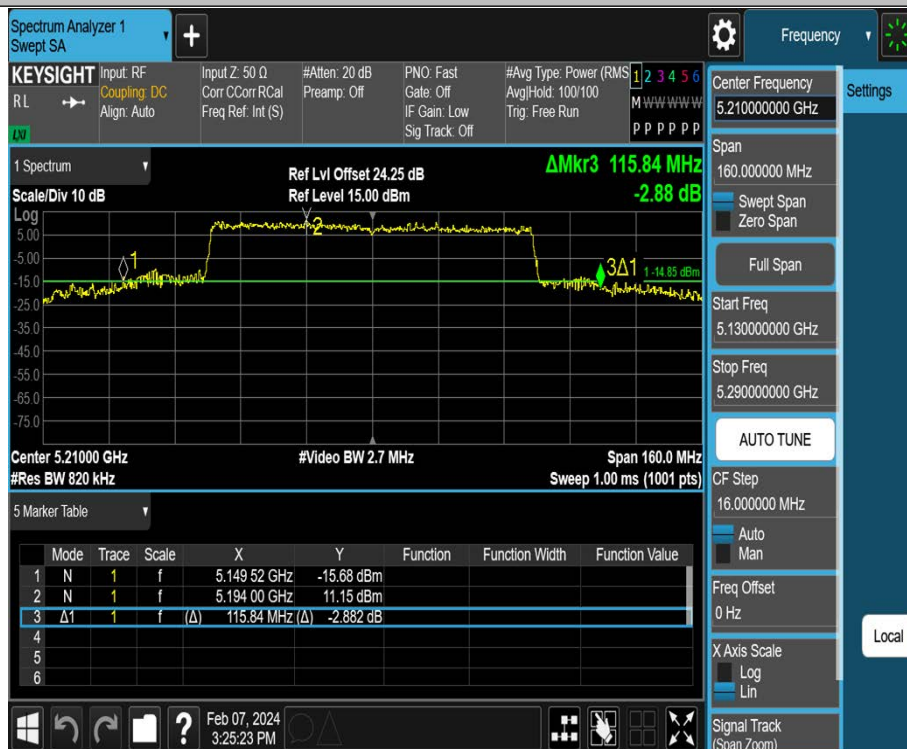 Spectrum Analyzer 1
Swept SA
+
Frequency
KEYSIGHT
RL
LXI
Input: RF
Coupling: DC
Align: Auto
Input Z: 50 Ω
Corr CCorr RCal
Freq Ref: Int (S)
#Atten: 20 dB
Preamp: Off
PNO: Fast
Gate: Off
IF Gain: Low
Sig Track: Off
#Avg Type: Power (RMS
Avg|Hold: 100/100
Trig: Free Run
1 2 3 4 5 6
M W W W W W
P P P P P P
1 Spectrum
Scale/Div 10 dB
Ref Lvl Offset 24.25 dB
Ref Level 15.00 dBm
ΔMkr3 115.84 MHz
-2.88 dB
Log
5.00
-5.00
-15.0
-25.0
-35.0
-45.0
-55.0
-65.0
-75.0
1
2
3Δ1
1 -14.85 dBm
Center 5.21000 GHz
#Video BW 2.7 MHz
Span 160.0 MHz
#Res BW 820 kHz
Sweep 1.00 ms (1001 pts)
5 Marker Table
Mode Trace Scale X Y Function Function Width Function Value
1 N 1 f 5.149 52 GHz -15.68 dBm
2 N 1 f 5.194 00 GHz 11.15 dBm
3 Δ1 1 f (Δ) 115.84 MHz (Δ) -2.882 dB
4
5
6
?
Feb 07, 2024
3:25:23 PM
Center Frequency
5.210000000 GHz
Settings
Span
160.000000 MHz
Swept Span
Zero Span
Full Span
Start Freq
5.130000000 GHz
Stop Freq
5.290000000 GHz
AUTO TUNE
CF Step
16.000000 MHz
Auto
Man
Freq Offset
0 Hz
Local
X Axis Scale
Log
Lin
Signal Track
(Span Zoom)